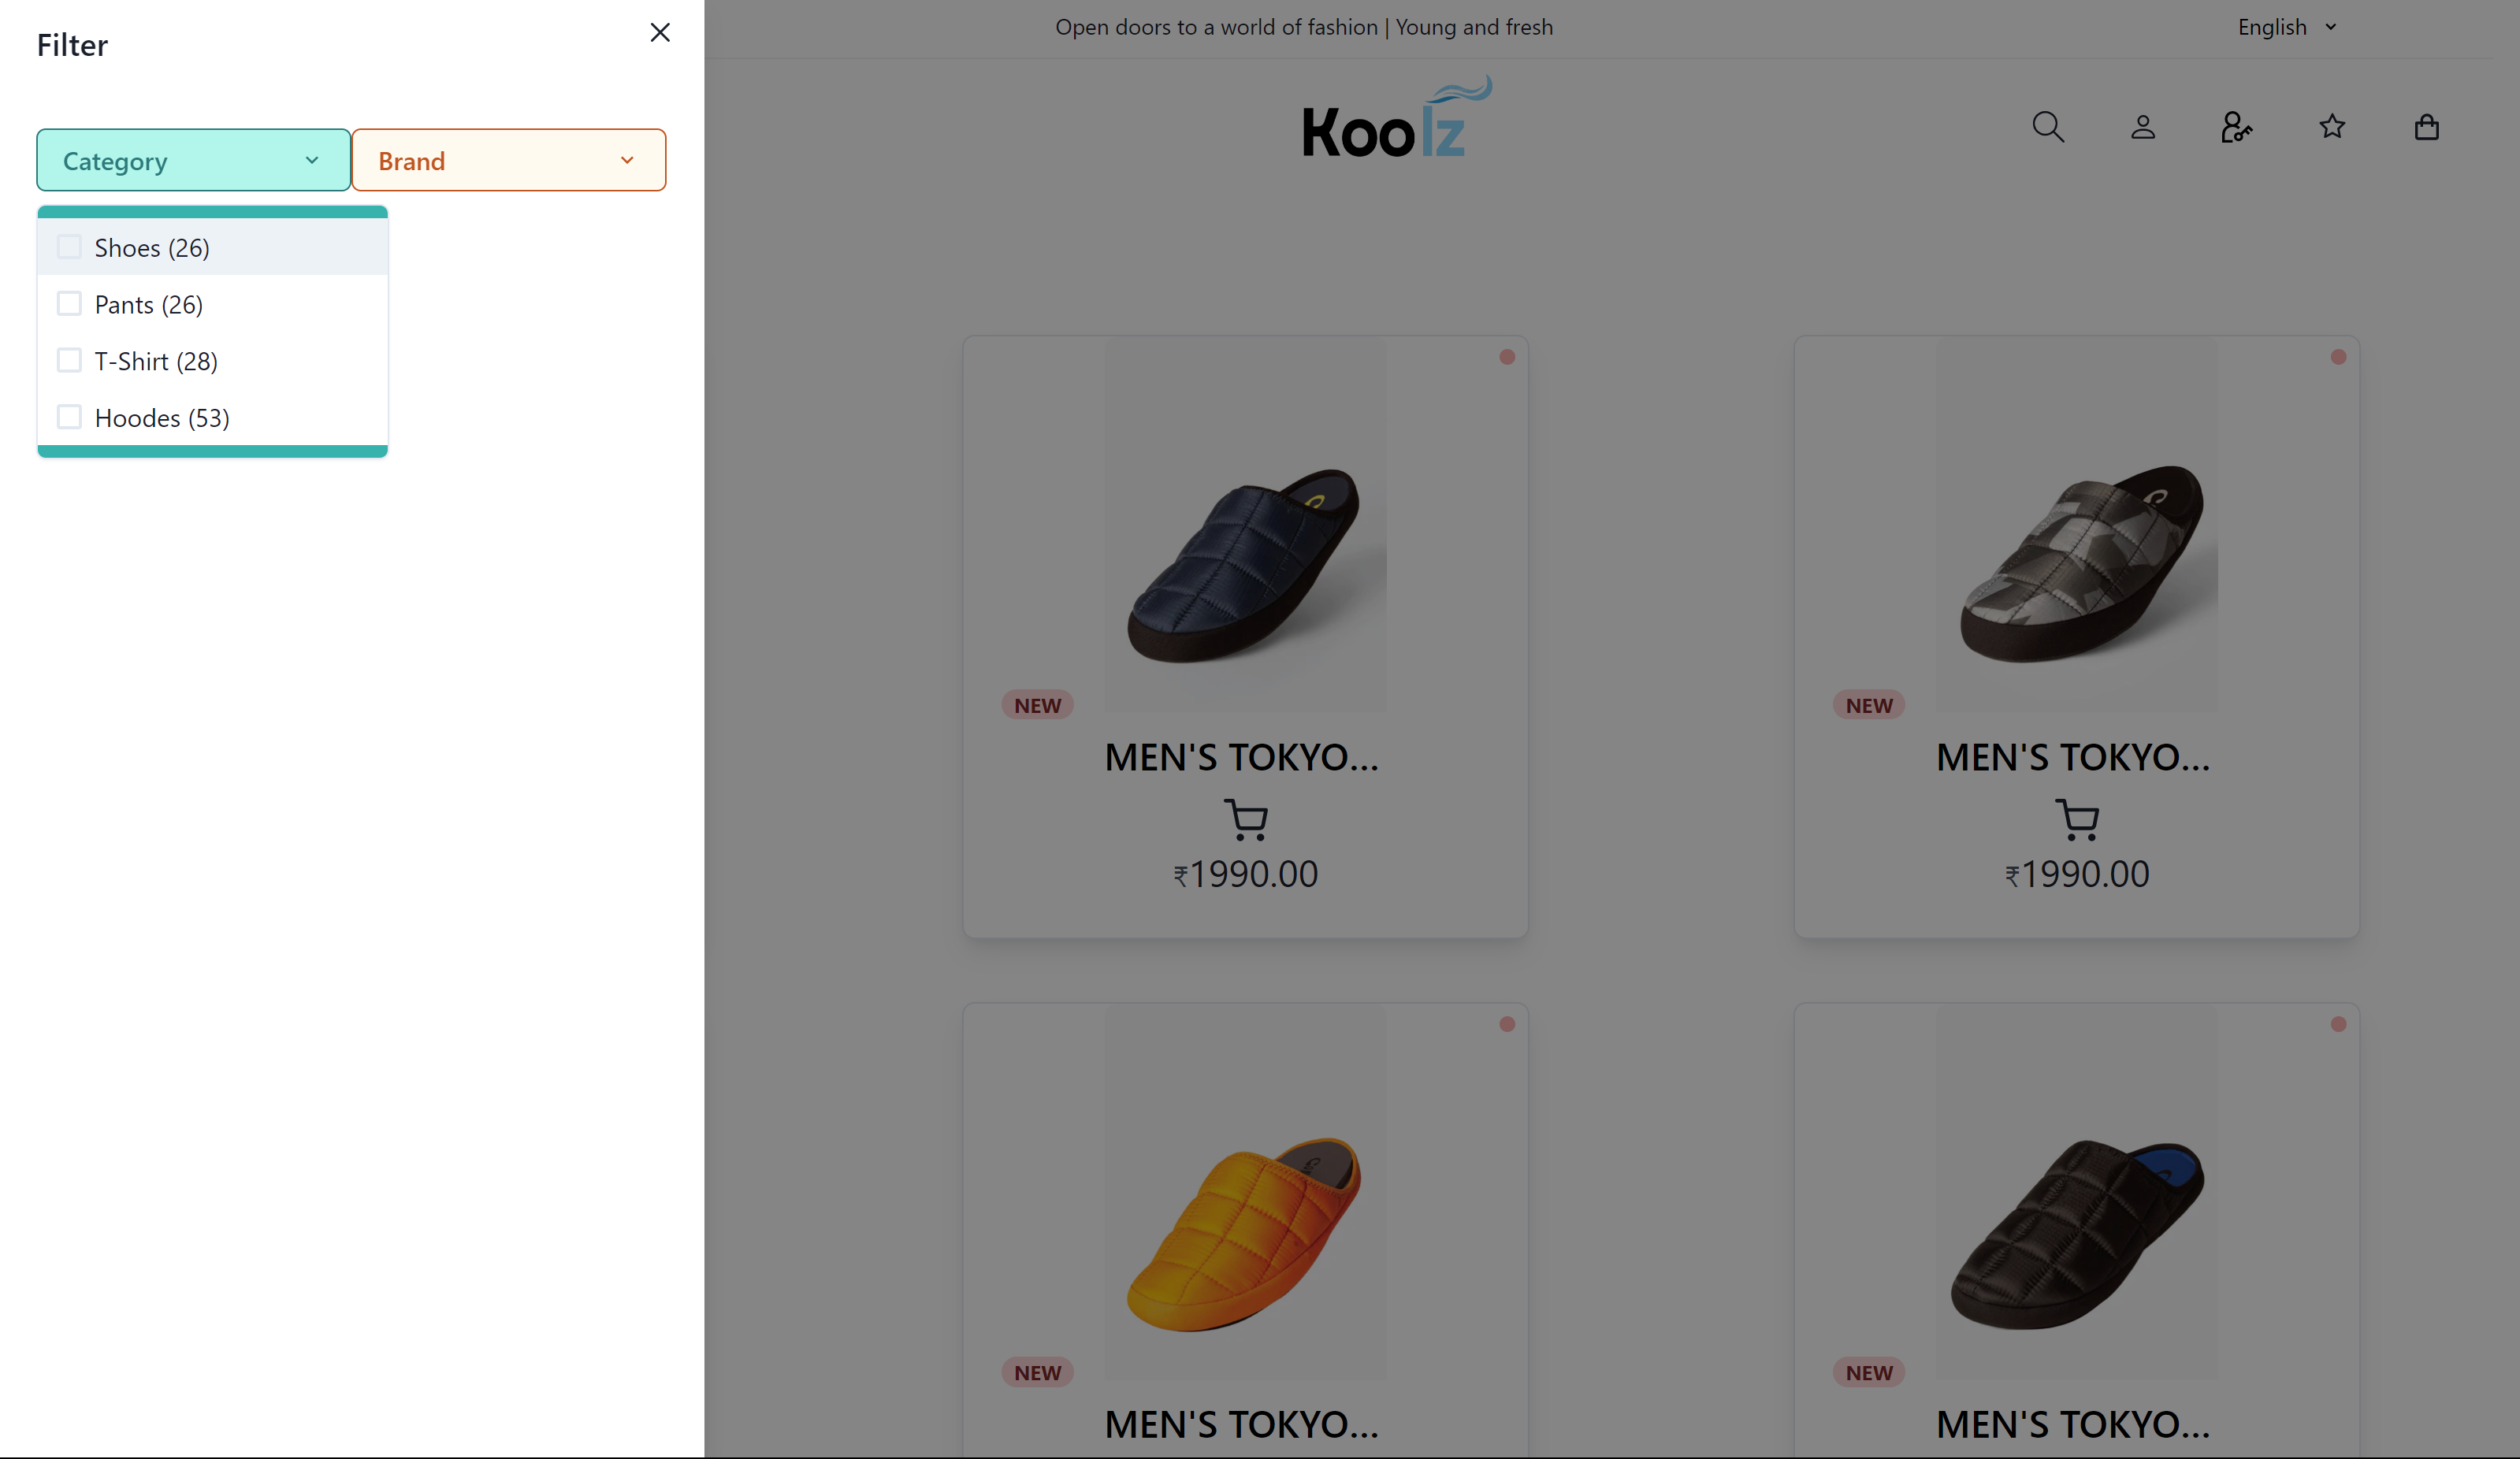 Filter
Category
Brand
Shoes (26)
Pants (26)
T-Shirt (28)
Hoodes (53)
Open doors to a world of fashion | Young and fresh
English
Koolz
NEW
MEN'S TOKYO...
₹1990.00
NEW
MEN'S TOKYO...
₹1990.00
NEW
MEN'S TOKYO...
NEW
MEN'S TOKYO...